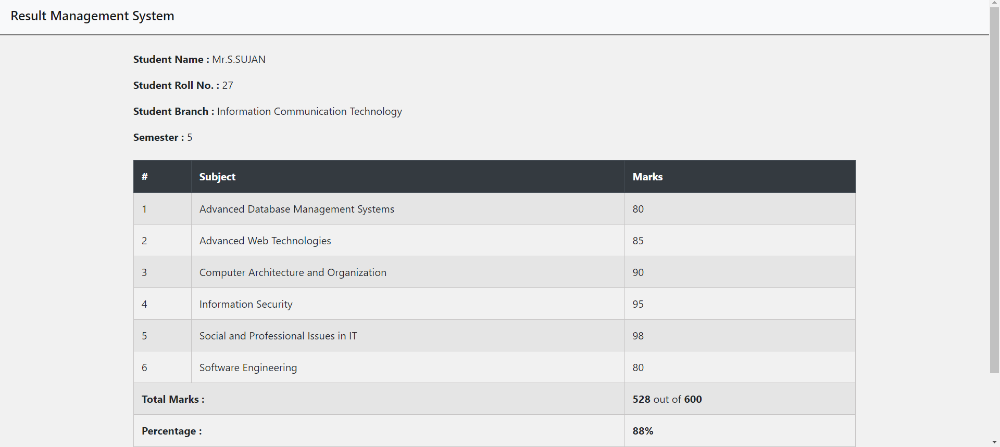 Result Management System
Student Name : Mr.S.SUJAN
Student Roll No. : 27
Student Branch : Information Communication Technology
Semester : 5
# Subject Marks
1 Advanced Database Management Systems 80
2 Advanced Web Technologies 85
3 Computer Architecture and Organization 90
4 Information Security 95
5 Social and Professional Issues in IT 98
6 Software Engineering 80
Total Marks : 528 out of 600
Percentage : 88%